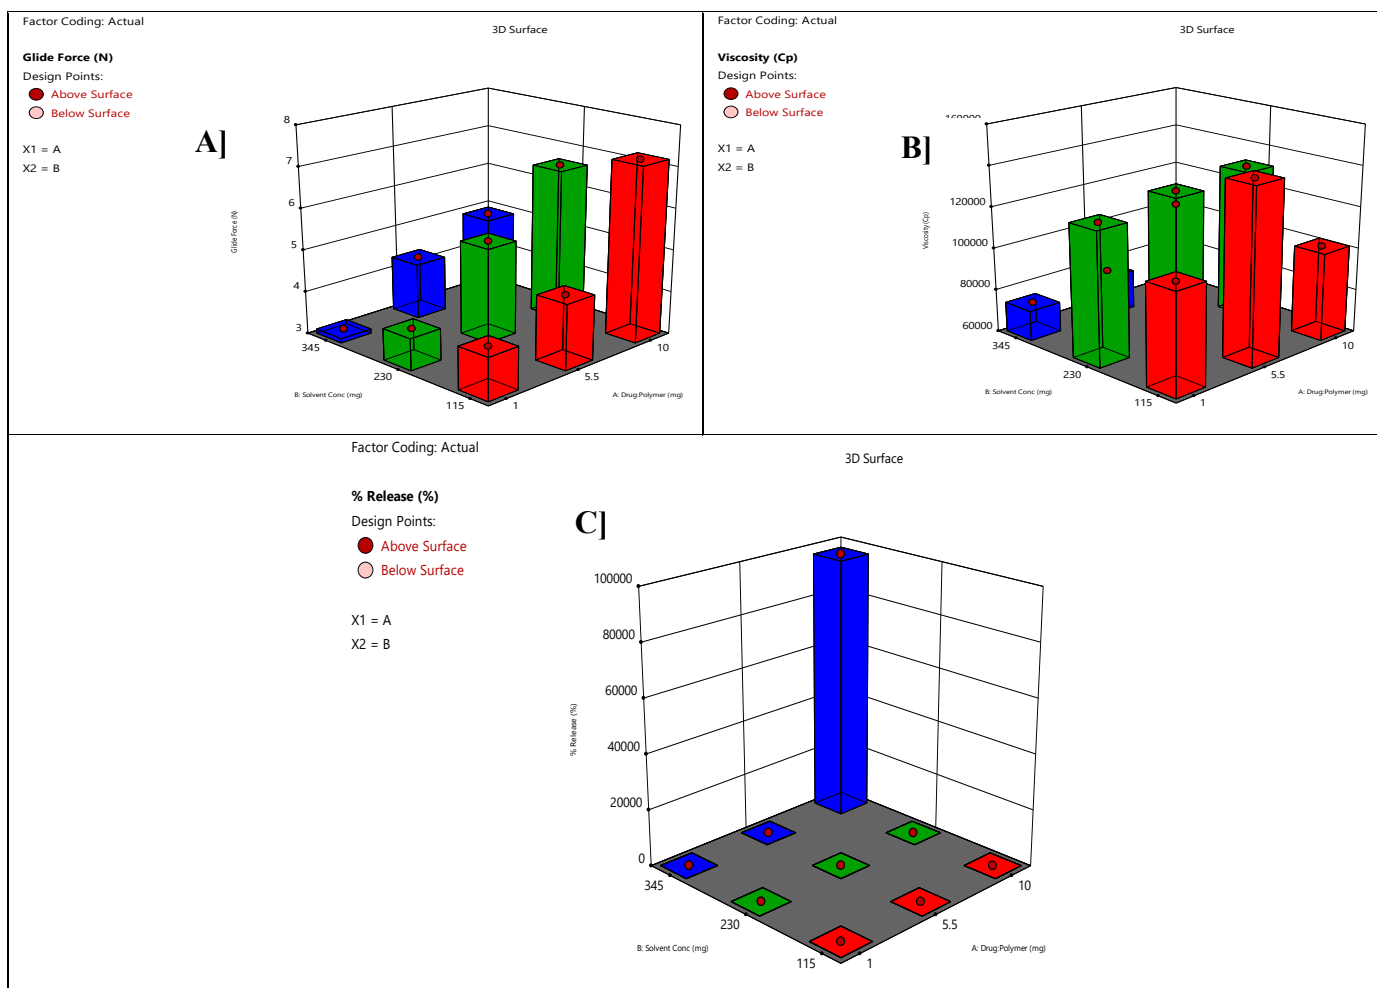 Factor Coding: Actual
3D Surface
Glide Force (N)
Design Points:
Above Surface
Below Surface
X1 = A
X2 = B
A]
8
7
6
5
4
3
Glide Force (N)
345
230
115
1
5.5
10
B: Solvent Conc (mg)
A: Drug:Polymer (mg)
Factor Coding: Actual
3D Surface
Viscosity (Cp)
Design Points:
Above Surface
Below Surface
X1 = A
X2 = B
B]
160000
120000
100000
80000
60000
Viscosity(Cp)
345
230
115
1
5.5
10
B: Solvent Conc (mg)
A: Drug:Polymer (mg)
Factor Coding: Actual
3D Surface
% Release (%)
Design Points:
Above Surface
Below Surface
X1 = A
X2 = B
C]
100000
80000
60000
40000
20000
0
% Release (%)
345
230
115
1
5.5
10
B: Solvent Conc (mg)
A: Drug:Polymer (mg)